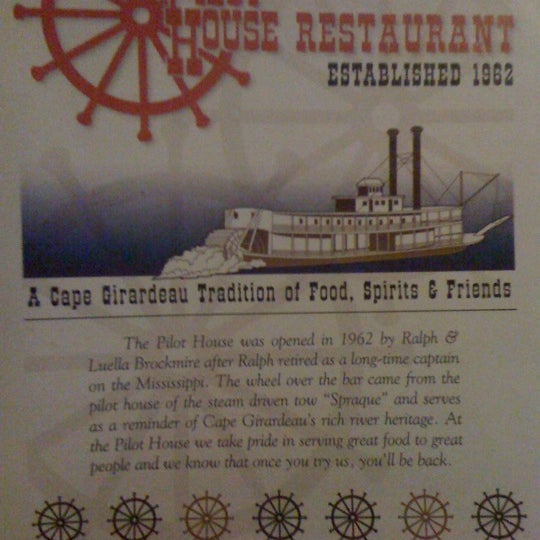 PILOT
HOUSE RESTAURANT
ESTABLISHED 1962
A Cape Girardeau Tradition of Food, Spirits & Friends
The Pilot House was opened in 1962 by Ralph &
Luella Brockmire after Ralph retired as a long-time captain
on the Mississippi. The wheel over the bar came from the
pilot house of the steam driven tow "Spraque" and serves
as a reminder of Cape Girardeau's rich river heritage. At
the Pilot House we take pride in serving great food to great
people and we know that once you try us, you'll be back.